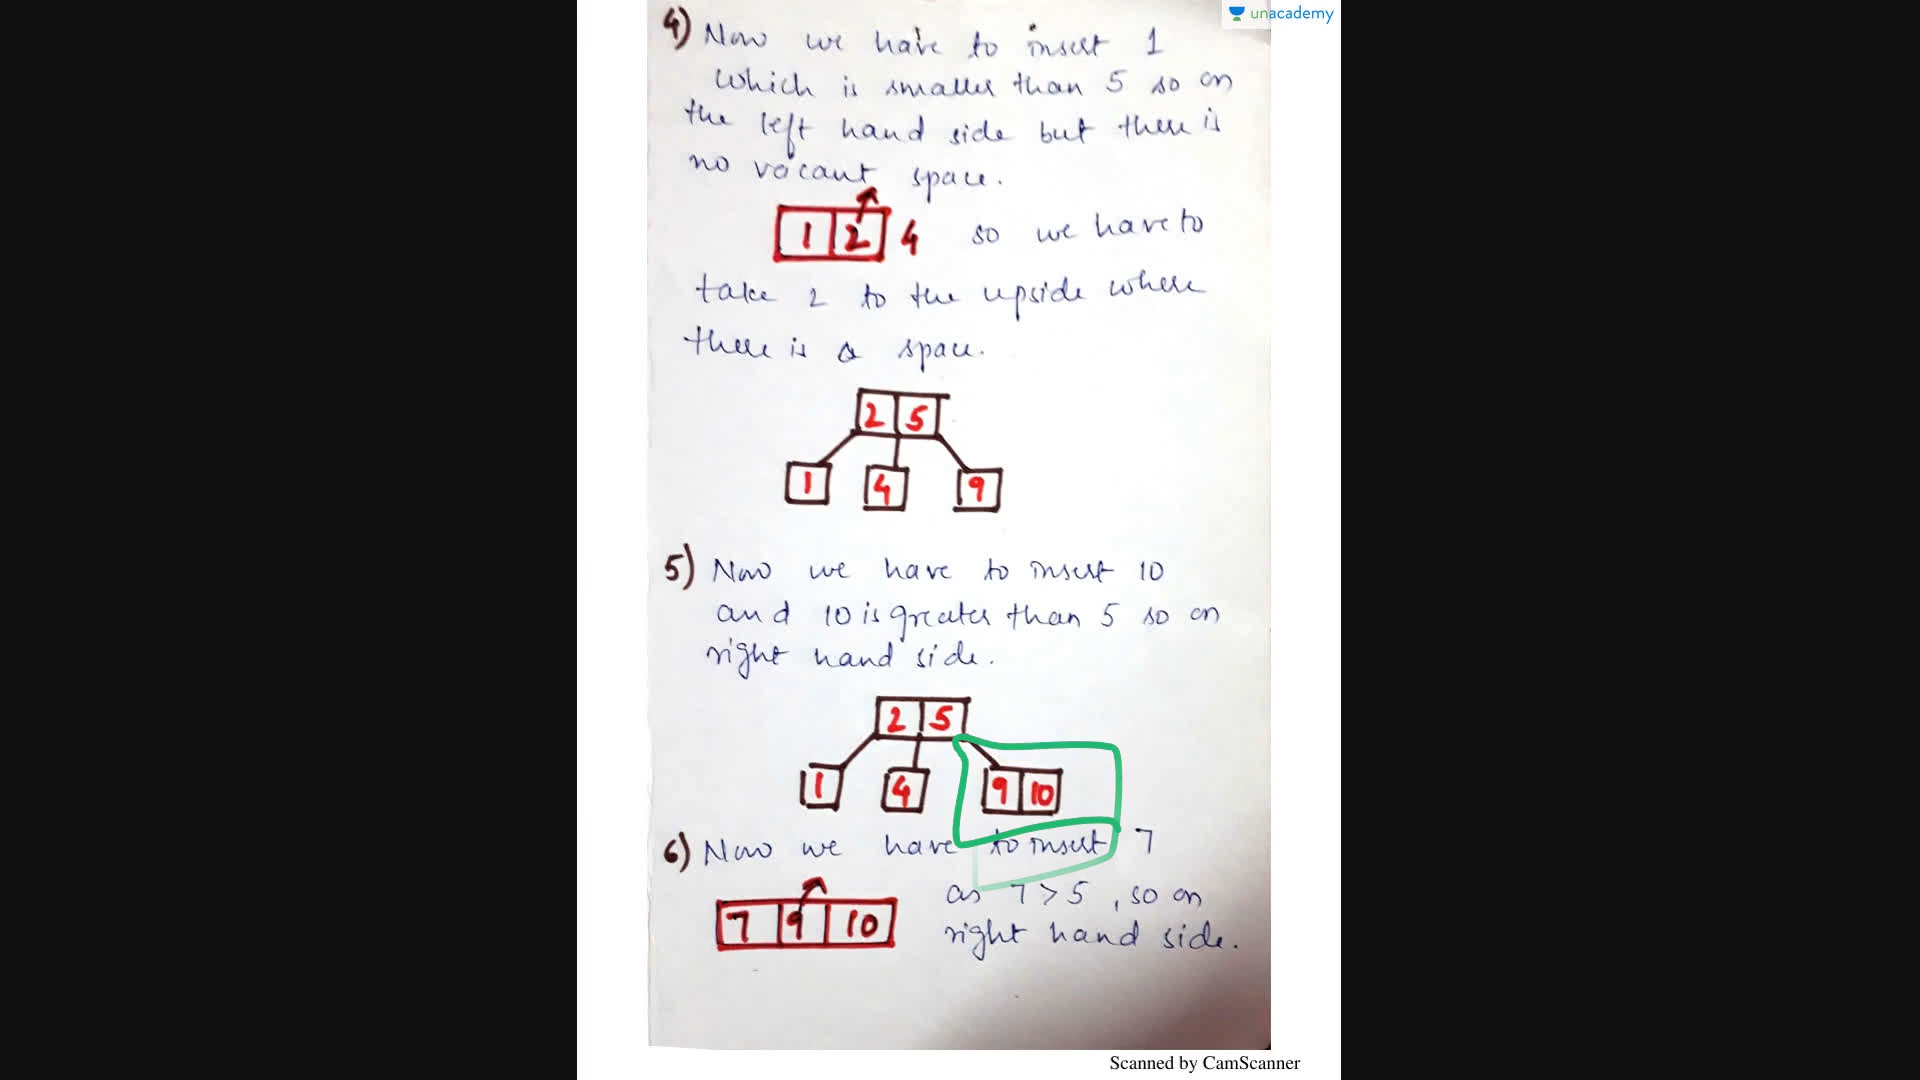 unacademy
4) Now we have to insert 1
which is smaller than 5 so on
the left hand side but there is
no vacant space.
1 2 4 so we have to
take 2 to the upside where
there is a space.
2 5
1 4 9
5) Now we have to insert 10
and 10 is greater than 5 so on
right hand side.
2 5
1 4 9 10
6) Now we have to insert 7
as 7 > 5, so on
7 9 10 right hand side.
Scanned by CamScanner